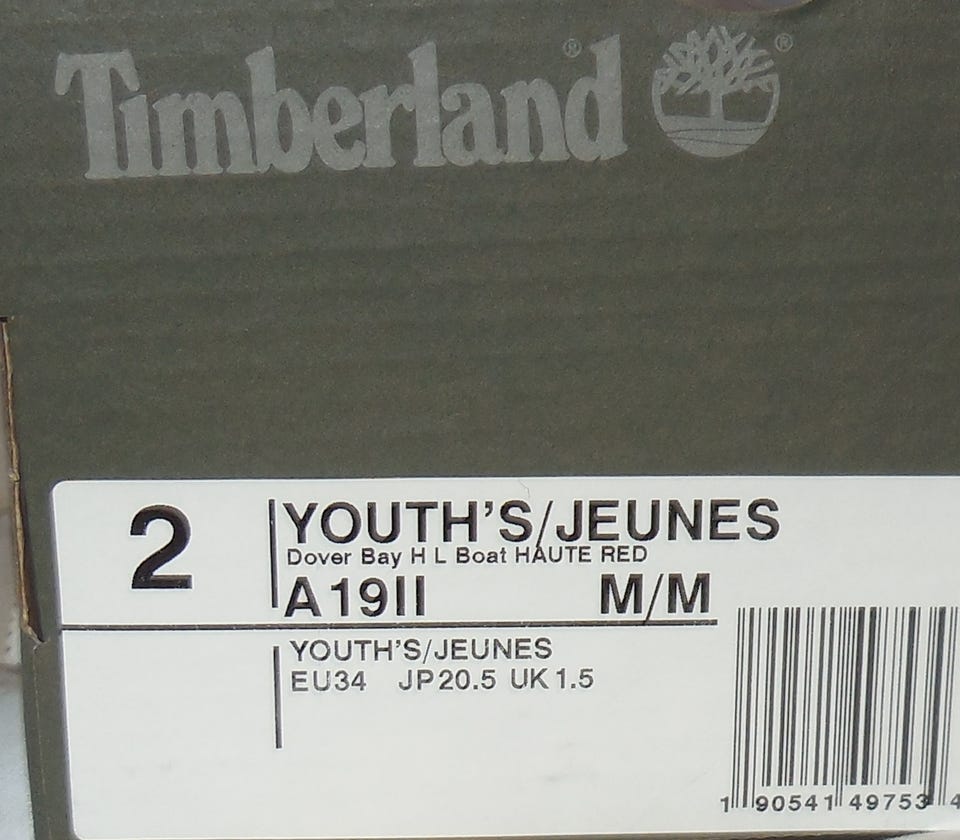 Timberland® ®
2 YOUTH'S/JEUNES
Dover Bay H L Boat HAUTE RED
A19II M/M
YOUTH'S/JEUNES
EU34 JP20.5 UK1.5
1 90541 49753 4